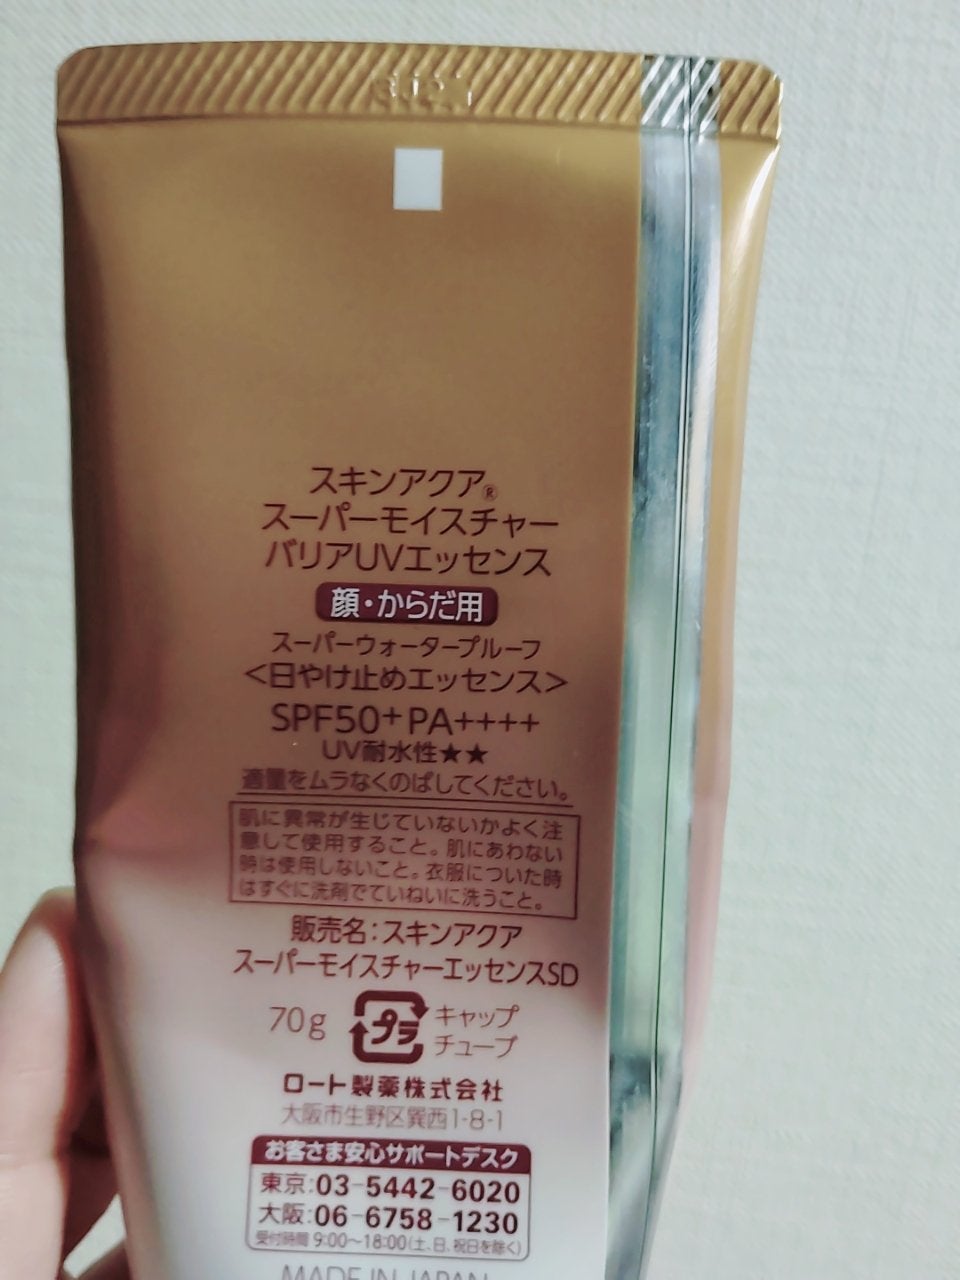 スキンアクア®
スーパーモイスチャー
バリアUVエッセンス
顔・からだ用
スーパーウォータープルーフ
<日やけ止めエッセンス>
SPF50+ PA++++
UV耐水性★★
適量をムラなくのばしてください。
肌に異常が生じていないかよく注
意して使用すること。肌にあわない
時は使用しないこと。衣服についた時
はすぐに洗剤でていねいに洗うこと。
販売名:スキンアクア
スーパーモイスチャーエッセンスSD
70g
プラ
キャップ
チューブ
ロート製薬株式会社
大阪市生野区巽西1-8-1
お客さま安心サポートデスク
東京:03-5442-6020
大阪:06-6758-1230
受付時間 9:00〜18:00(土、日、祝日を除く)
MADE IN JAPAN